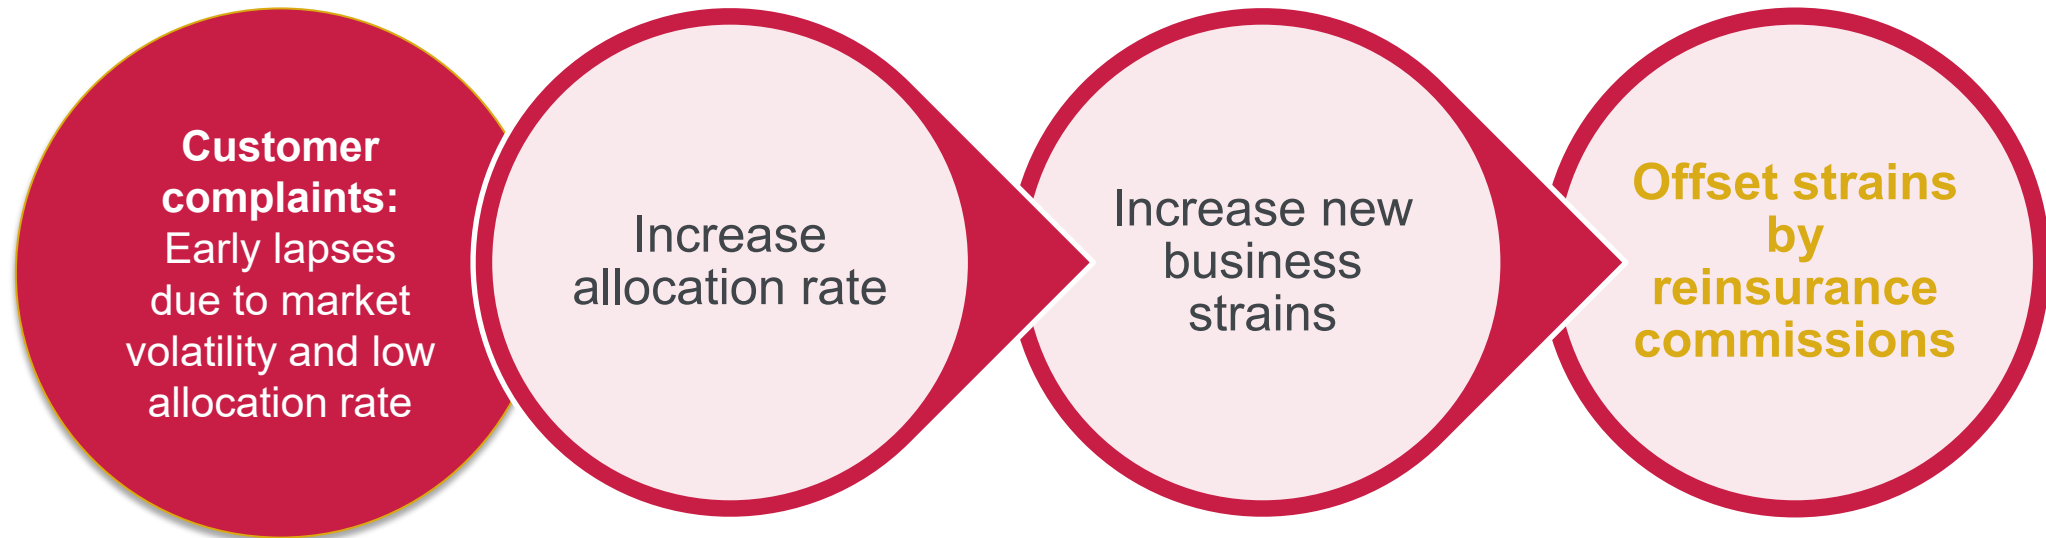 Customer
complaints:
Early lapses
due to market
volatility and low
allocation rate
Increase
allocation rate
Increase new
business
strains
Offset strains
by
reinsurance
commissions